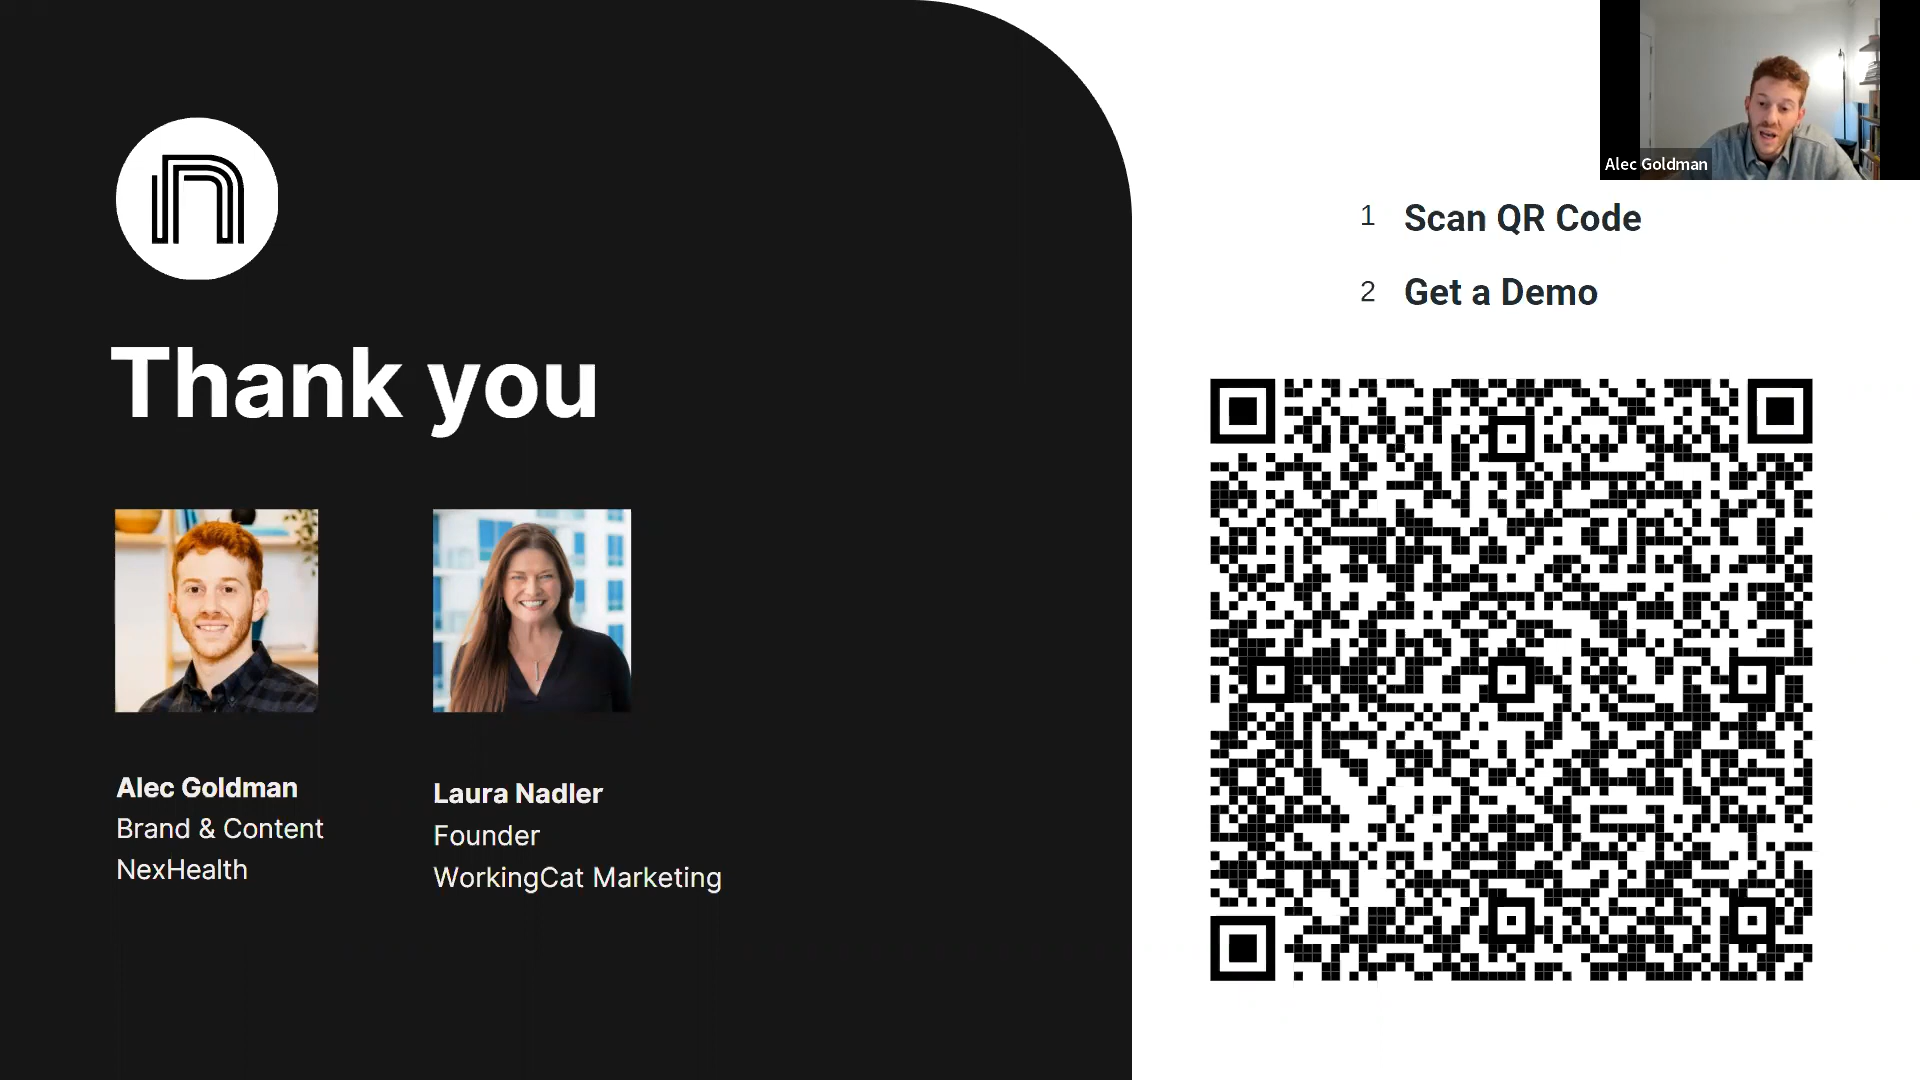 Alec Goldman
1 Scan QR Code
2 Get a Demo
Thank you
Alec Goldman
Brand & Content
NexHealth
Laura Nadler
Founder
WorkingCat Marketing